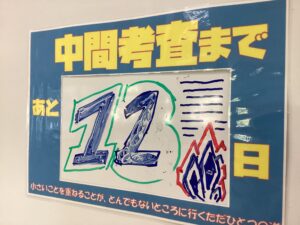 中間考査まで
あと 12 日
小さいことを重ねることが、とんでもないところに行くただひとつの道